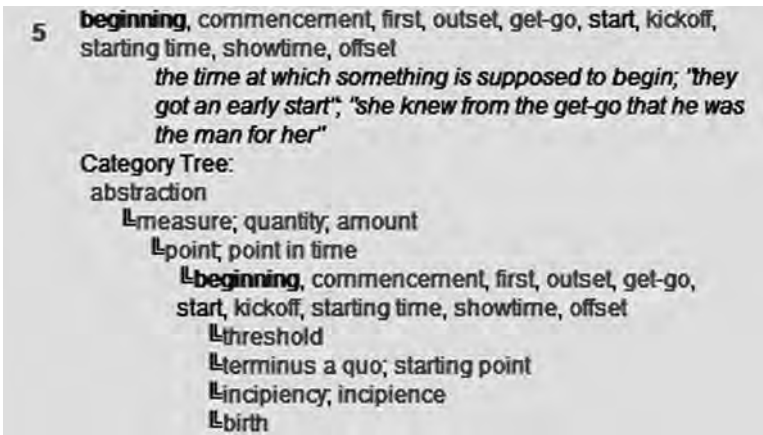 5 beginning, commencement, first, outset, get-go, start, kickoff,
starting time, showtime, offset
the time at which something is supposed to begin; "they
got an early start"; "she knew from the get-go that he was
the man for her"
Category Tree:
abstraction
╚measure; quantity; amount
╚point; point in time
╚beginning, commencement, first, outset, get-go,
start, kickoff, starting time, showtime, offset
╚threshold
╚terminus a quo; starting point
╚incipiency; incipience
╚birth